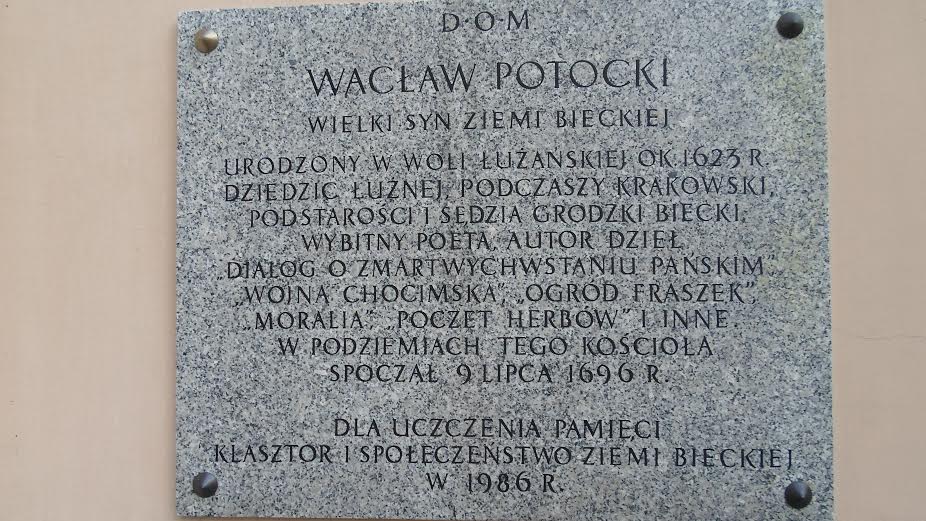 D·O·M
WACŁAW POTOCKI
WIELKI SYN ZIEMI BIECKIEJ
URODZONY W WOLI ŁUŻAŃSKIEJ OK. 1623 R.
DZIEDZIC ŁUŻNEJ, PODCZASZY KRAKOWSKI,
PODSTAROŚCI I SĘDZIA GRODZKI BIECKI,
WYBITNY POETA, AUTOR DZIEŁ
„DIALOG O ZMARTWYCHWSTANIU PAŃSKIM”,
„WOJNA CHOCIMSKA”, „OGRÓD FRASZEK”,
„MORALIA”, „POCZET HERBÓW” I INNE.
W PODZIEMIACH TEGO KOŚCIOŁA
SPOCZĄŁ 9 LIPCA 1696 R.
DLA UCZCZENIA PAMIĘCI
KLASZTOR I SPOŁECZEŃSTWO ZIEMI BIECKIEJ
W 1986 R.